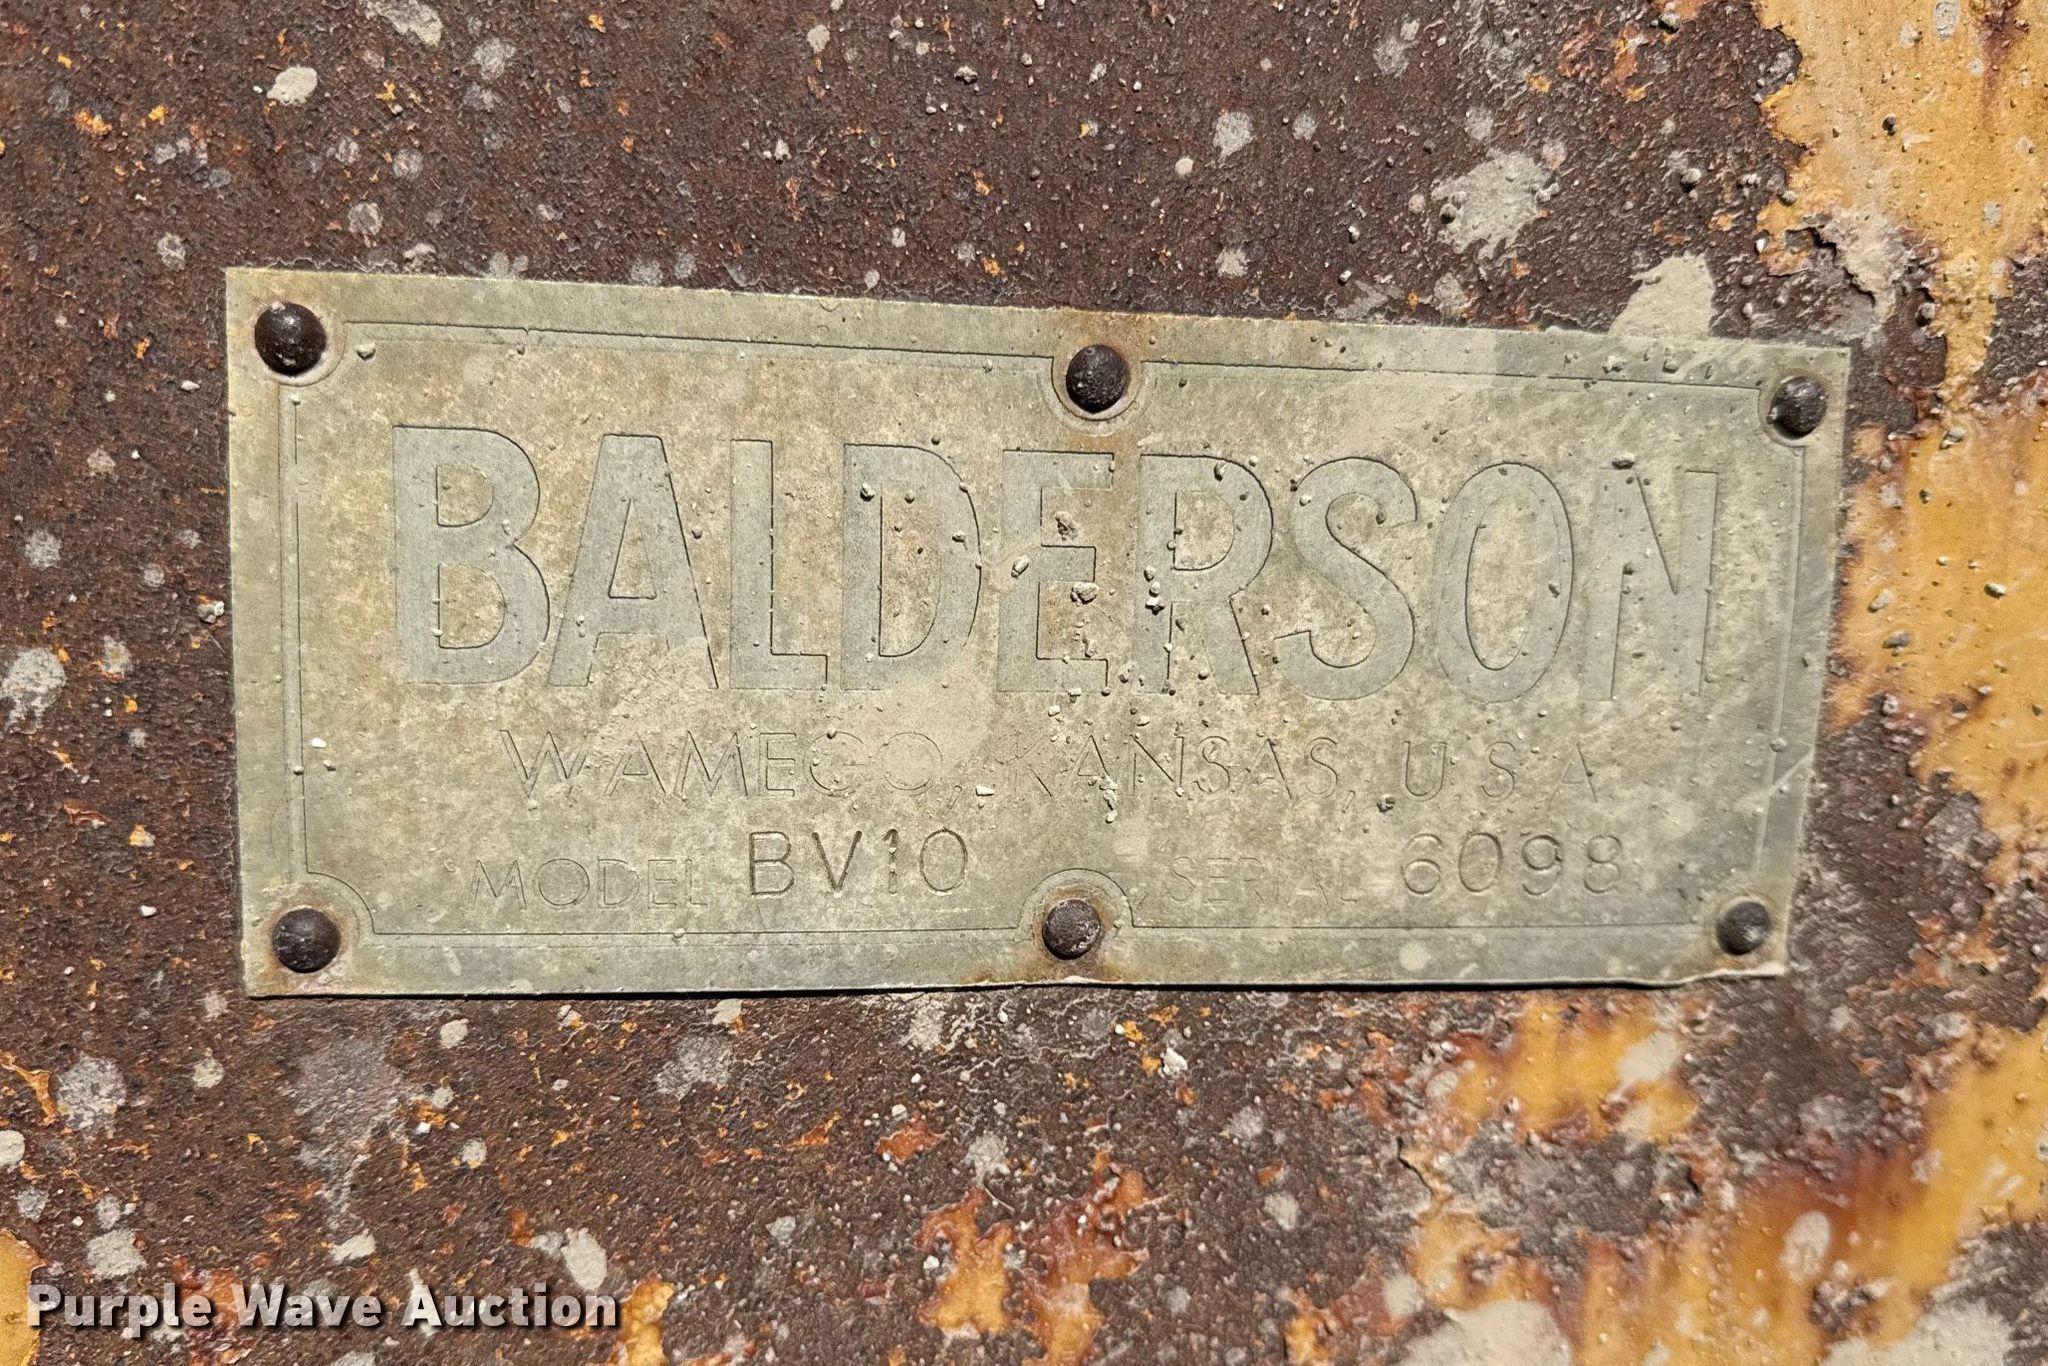 BALDERSON
WAMEGO, KANSAS, U.S.A
MODEL BV10 SERIAL 6098
Purple Wave Auction